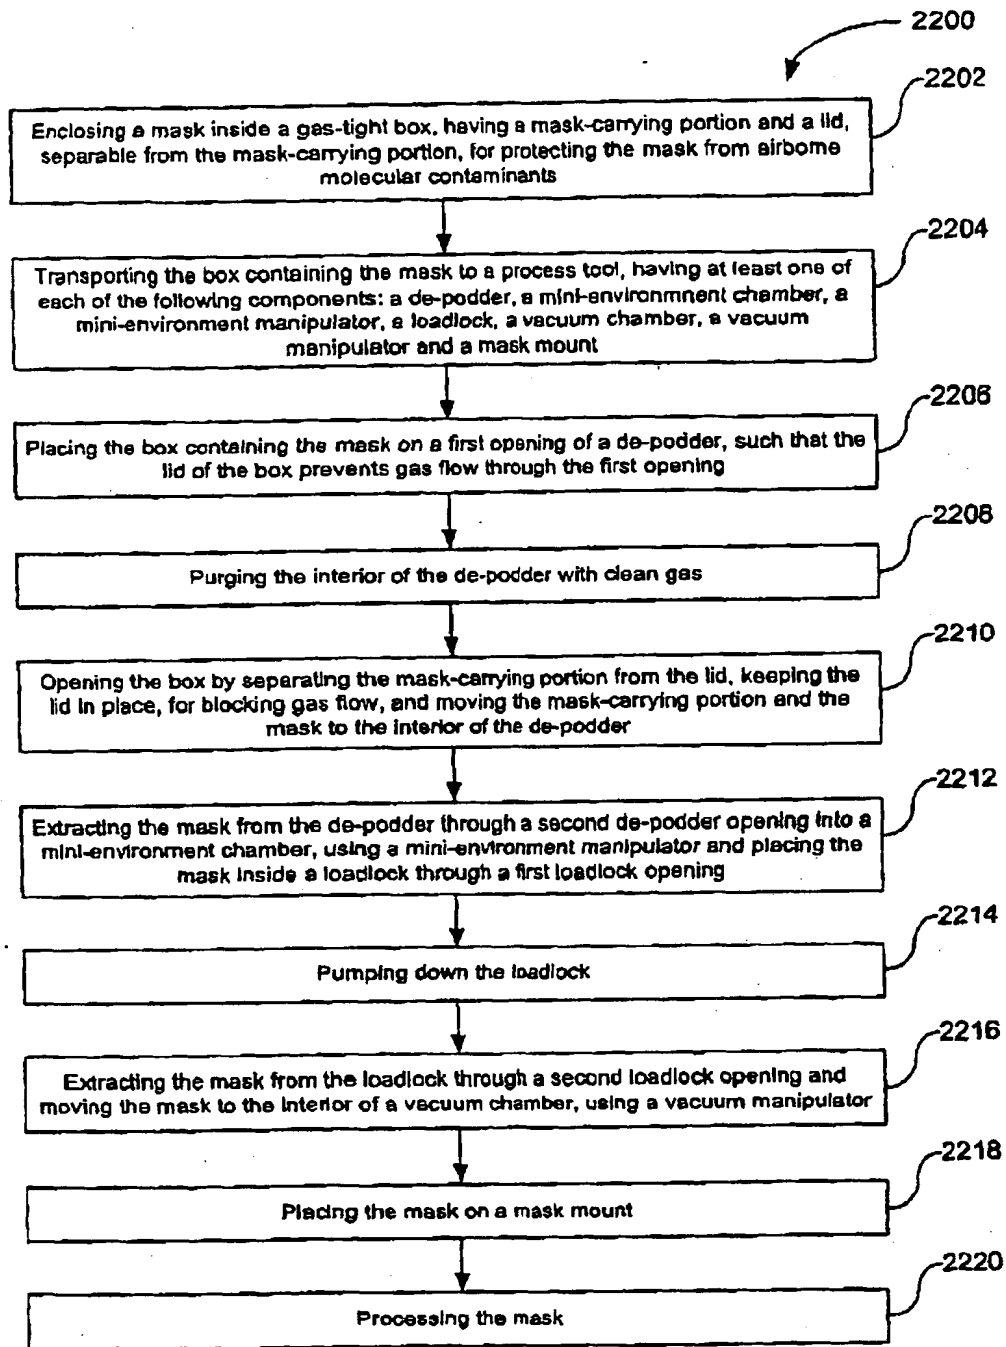 2200
2202
Enclosing a mask inside a gas-tight box, having a mask-carrying portion and a lid,
separable from the mask-carrying portion, for protecting the mask from airborne
molecular contaminants
2204
Transporting the box containing the mask to a process tool, having at least one of
each of the following components: a de-podder, a mini-environmnent chamber, a
mini-environment manipulator, a loadlock, a vacuum chamber, a vacuum
manipulator and a mask mount
2206
Placing the box containing the mask on a first opening of a de-podder, such that the
lid of the box prevents gas flow through the first opening
2208
Purging the interior of the de-podder with clean gas
2210
Opening the box by separating the mask-carrying portion from the lid, keeping the
lid in place, for blocking gas flow, and moving the mask-carrying portion and the
mask to the interior of the de-podder
2212
Extracting the mask from the de-podder through a second de-podder opening into a
mini-environment chamber, using a mini-environment manipulator and placing the
mask inside a loadlock through a first loadlock opening
2214
Pumping down the loadlock
2216
Extracting the mask from the loadlock through a second loadlock opening and
moving the mask to the interior of a vacuum chamber, using a vacuum manipulator
2218
Placing the mask on a mask mount
2220
Processing the mask